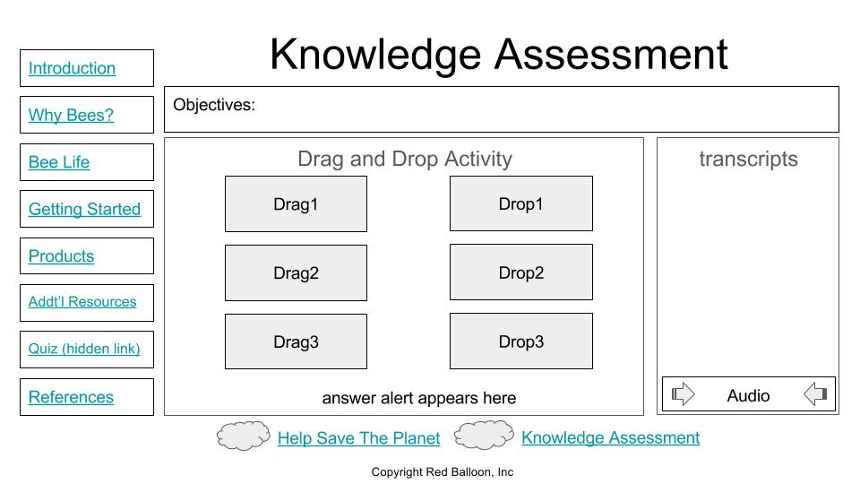 Knowledge Assessment
Introduction
Why Bees?
Bee Life
Getting Started
Products
Addt'l Resources
Quiz (hidden link)
References
Objectives:
Drag and Drop Activity
Drag1
Drop1
Drag2
Drop2
Drag3
Drop3
answer alert appears here
transcripts
Audio
Help Save The Planet
Knowledge Assessment
Copyright Red Balloon, Inc